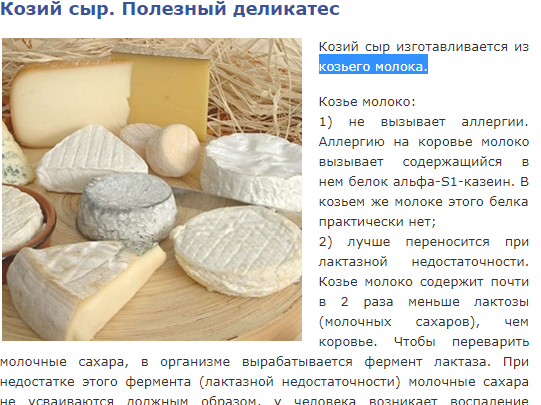 Козий сыр. Полезный деликатес
Козий сыр изготавливается из
козьего молока.
Козье молоко:
1) не вызывает аллергии.
Аллергию на коровье молоко
вызывает содержащийся в
нем белок альфа-S1-казеин. В
козьем же молоке этого белка
практически нет;
2) лучше переносится при
лактазной недостаточности.
Козье молоко содержит почти
в 2 раза меньше лактозы
(молочных сахаров), чем
коровье. Чтобы переварить
молочные сахара, в организме вырабатывается фермент лактаза. При
недостатке этого фермента (лактазной недостаточности) молочные сахара
не усваиваются должным образом, у человека возникает воспаление